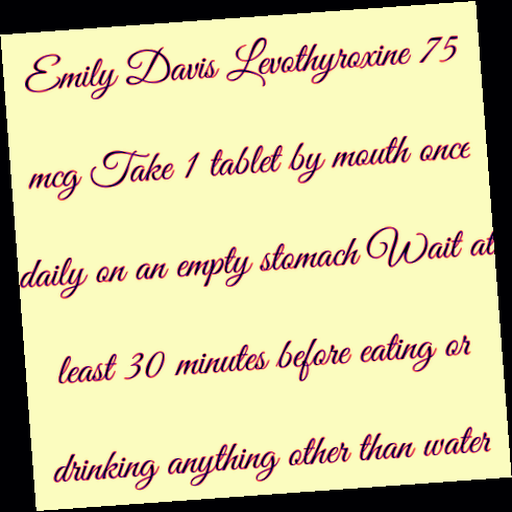 Emily Davis Levothyroxine 75
mcg Take 1 tablet by mouth once
daily on an empty stomach Wait at
least 30 minutes before eating or
drinking anything other than water